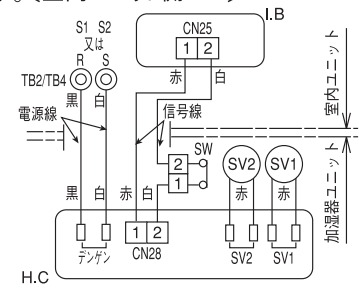 S1 S2
又は
R S
TB2/TB4
黒 白
電源線
I.B
CN25
1 2
赤 白
信号線
SW
2
1
SV2 SV1
赤 赤
室内ユニット
加湿器ユニット
黒 白 赤 白
1 2
デンゲン CN28 SV2 SV1
H.C